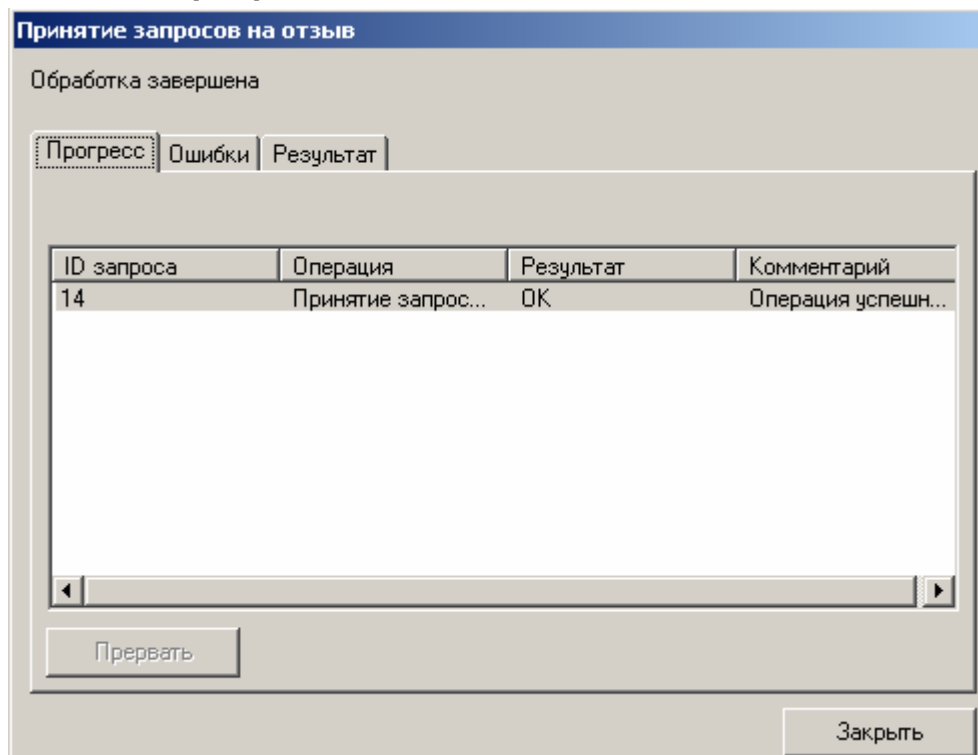 Принятие запросов на отзыв
Обработка завершена
Прогресс Ошибки Результат
ID запроса Операция Результат Комментарий
14 Принятие запрос... OK Операция успешн...
Прервать
Закрыть